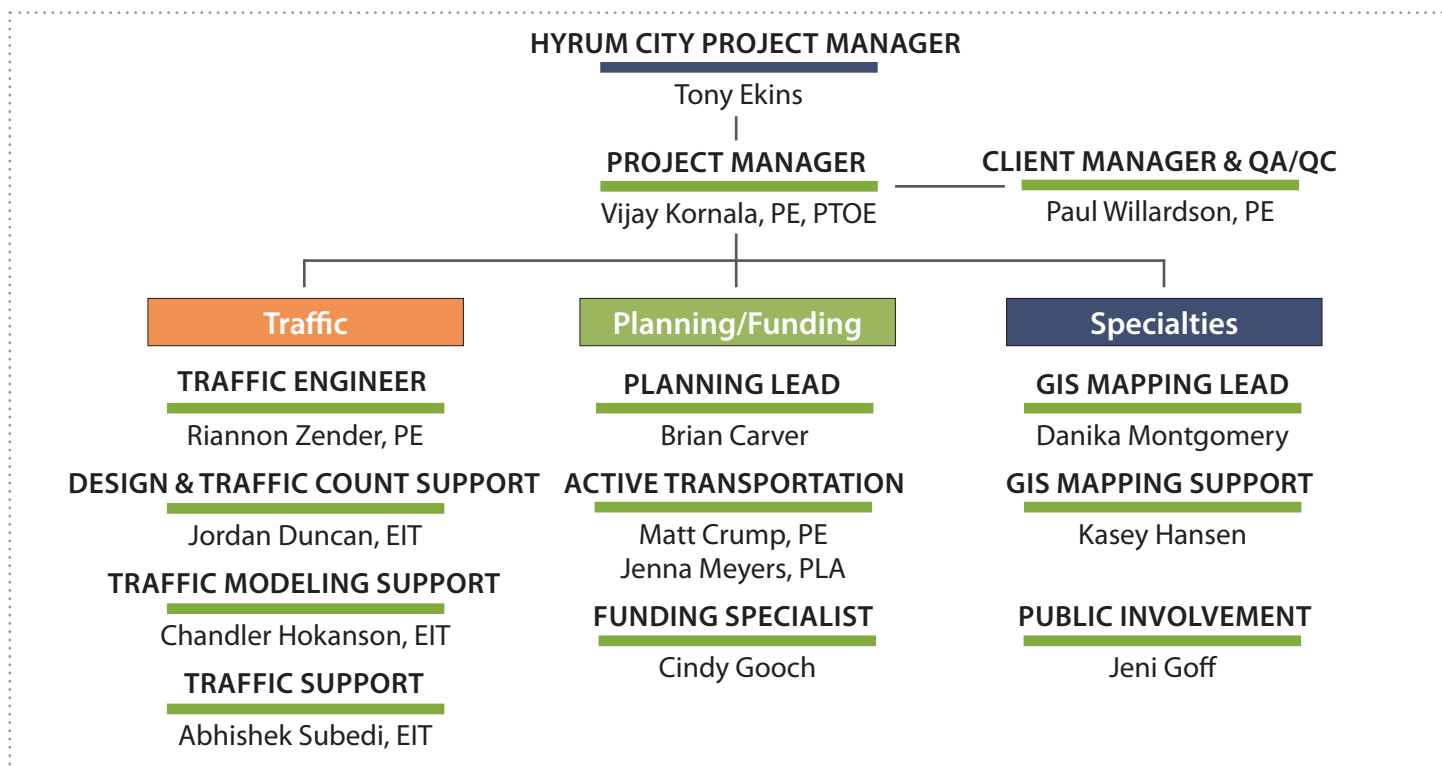 HYRUM CITY PROJECT MANAGER
Tony Ekins
PROJECT MANAGER
Vijay Kornala, PE, PTOE
CLIENT MANAGER & QA/QC
Paul Willardson, PE
Traffic
TRAFFIC ENGINEER
Riannon Zender, PE
DESIGN & TRAFFIC COUNT SUPPORT
Jordan Duncan, EIT
TRAFFIC MODELING SUPPORT
Chandler Hokanson, EIT
TRAFFIC SUPPORT
Abhishek Subedi, EIT
Planning/Funding
PLANNING LEAD
Brian Carver
ACTIVE TRANSPORTATION
Matt Crump, PE
Jenna Meyers, PLA
FUNDING SPECIALIST
Cindy Gooch
Specialties
GIS MAPPING LEAD
Danika Montgomery
GIS MAPPING SUPPORT
Kasey Hansen
PUBLIC INVOLVEMENT
Jeni Goff